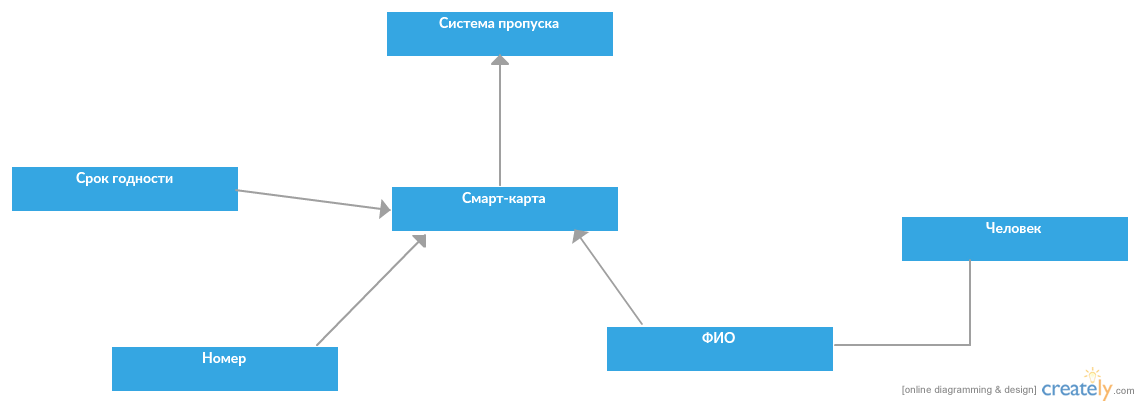 Система пропуска
Срок годности
Смарт-карта
Человек
Номер
ФИО
[online diagramming & design] creately.com